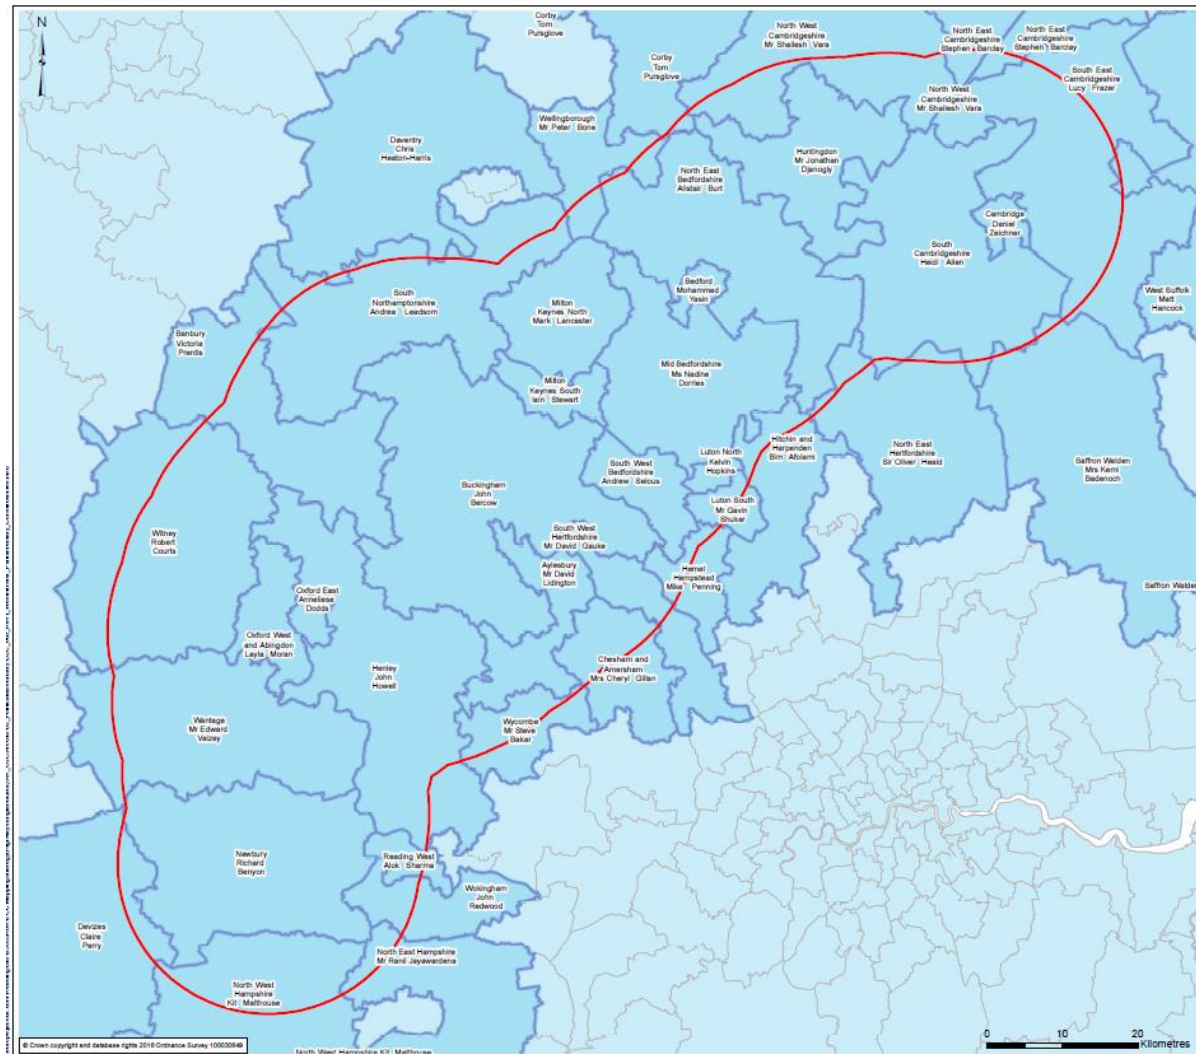 N
Corby
Tom
Pursglove
North West
Cambridgeshire
Mr Shailesh Vara
North East
Cambridgeshire
Stephen Barclay
North East
Cambridgeshire
Stephen Barclay
Corby
Tom
Pursglove
South East
Cambridgeshire
Lucy Frazer
North West
Cambridgeshire
Mr Shailesh Vara
Wellingborough
Mr Peter Bone
Daventry
Chris
Heaton-Harris
Huntingdon
Mr Jonathan
Djanogly
North East
Bedfordshire
Alistair Burt
Cambridge
Daniel
Zeichner
South
Cambridgeshire
Heidi Allen
Bedford
Mohammad
Yasin
West Suffolk
Matt
Hancock
South
Northamptonshire
Andrea Leadsom
Milton
Keynes North
Mark Lancaster
Banbury
Victoria
Prentis
Mid Bedfordshire
Ms Nadine
Dorries
Milton
Keynes South
Iain Stewart
Hitchin and
Harpenden
Bim Afolami
North East
Hertfordshire
Sir Oliver Heald
Luton North
Kelvin
Hopkins
South West
Bedfordshire
Andrew Selous
Saffron Walden
Mrs Kemi
Badenoch
Buckingham
John
Bercow
Luton South
Mr Gavin
Shuker
Witney
Robert
Courts
South West
Hertfordshire
Mr David Gauke
Aylesbury
Mr David
Lidington
Hemel
Hempstead
Mike Penning
Saffron Walden
Oxford East
Anneliese
Dodds
Oxford West
and Abingdon
Layla Moran
Chesham and
Amersham
Mrs Cheryl Gillan
Henley
John
Howell
Wantage
Mr Edward
Vaizey
Wycombe
Mr Steve
Baker
Newbury
Richard
Benyon
Reading West
Alok Sharma
Wokingham
John
Redwood
Devizes
Claire
Perry
North East Hampshire
Mr Ranil Jayawardena
North West
Hampshire
Kit Malthouse
North West Hampshire Kit Malthouse
© Crown copyright and database rights 2018 Ordnance Survey 100030649
0 10 20
Kilometres